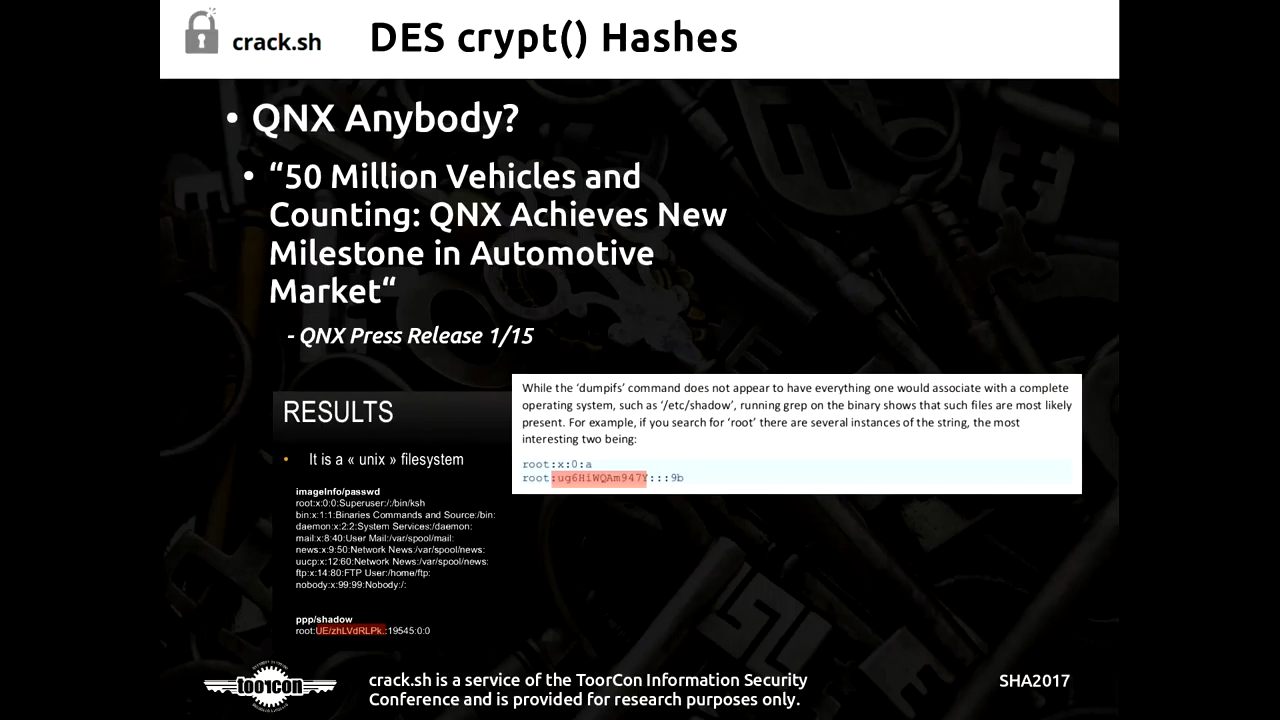 crack.sh
DES crypt() Hashes
• QNX Anybody?
• “50 Million Vehicles and
Counting: QNX Achieves New
Milestone in Automotive
Market“
- QNX Press Release 1/15
While the ‘dumpifs’ command does not appear to have everything one would associate with a complete
operating system, such as ‘/etc/shadow’, running grep on the binary shows that such files are most likely
present. For example, if you search for ‘root’ there are several instances of the string, the most
interesting two being:
root:x:0:a
root:ug6HiWQAm947Y:::9b
RESULTS
• It is a « unix » filesystem
imageInfo/passwd
root:x:0:0:Superuser:/:/bin/ksh
bin:x:1:1:Binaries Commands and Source:/bin:
daemon:x:2:2:System Services:/daemon:
mail:x:8:40:User Mail:/var/spool/mail:
news:x:9:50:Network News:/var/spool/news:
uucp:x:12:60:Network News:/var/spool/news:
ftp:x:14:80:FTP User:/home/ftp:
nobody:x:99:99:Nobody:/:
ppp/shadow
root:UE/zhLVdRLPk.:19545:0:0
too1con
crack.sh is a service of the ToorCon Information Security
Conference and is provided for research purposes only.
SHA2017